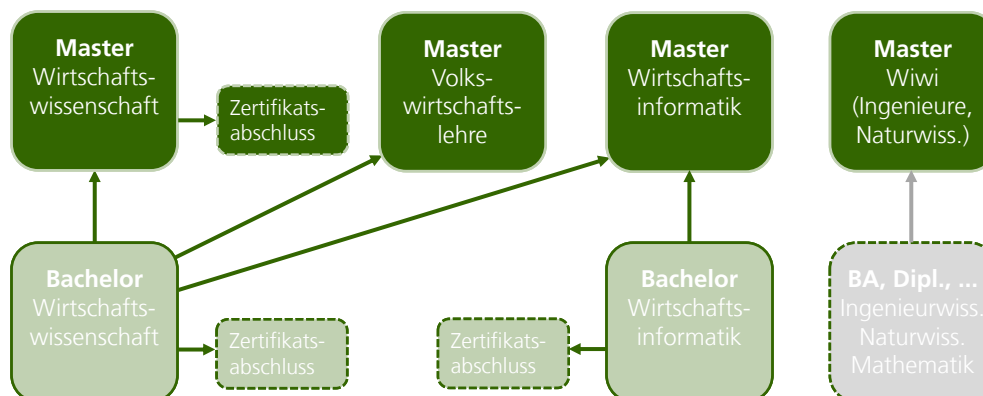 Master
Wirtschafts-
wissenschaft
Zertifikats-
abschluss
Master
Volks-
wirtschafts-
lehre
Master
Wirtschafts-
informatik
Master
Wiwi
(Ingenieure,
Naturwiss.)
Bachelor
Wirtschafts-
wissenschaft
Zertifikats-
abschluss
Zertifikats-
abschluss
Bachelor
Wirtschafts-
informatik
BA, Dipl., ...
Ingenieurwiss.
Naturwiss.
Mathematik